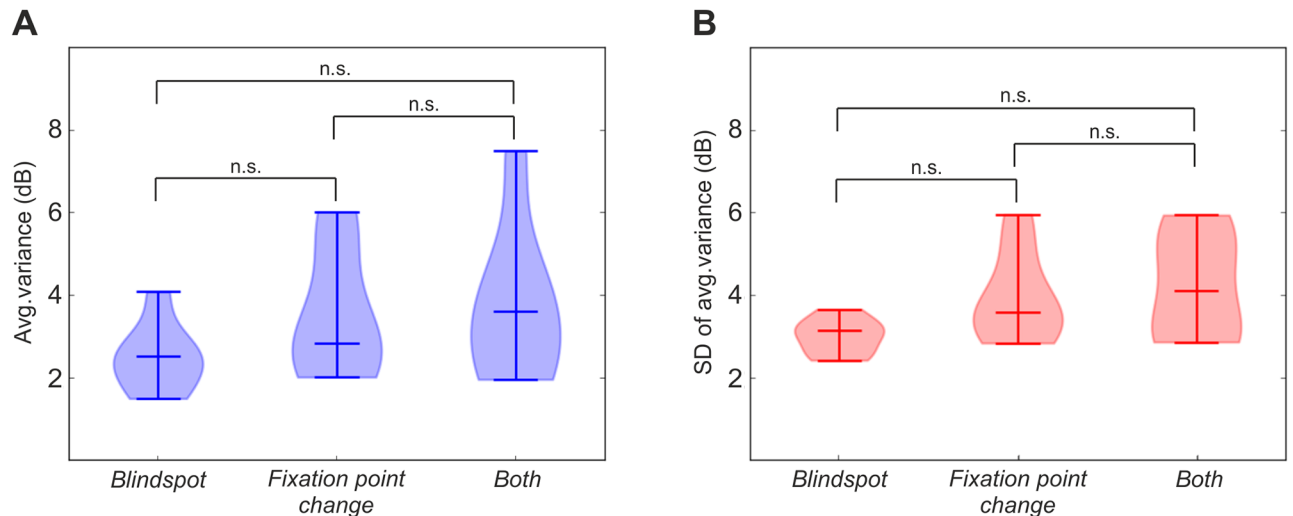 A
n.s.
n.s.
n.s.
8
6
4
2
Avg.variance (dB)
Blindspot
Fixation point
change
Both
B
n.s.
n.s.
n.s.
8
6
4
2
SD of avg.variance (dB)
Blindspot
Fixation point
change
Both